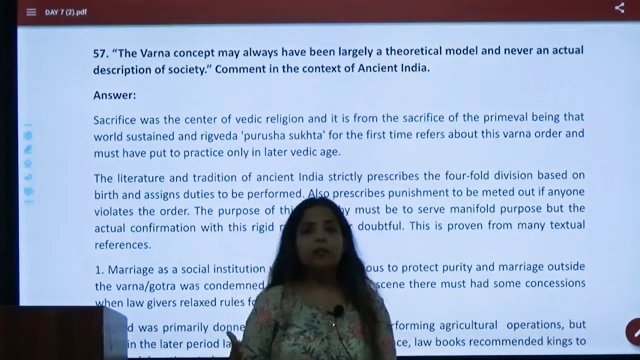 DAY 7 (2).pdf
57. “The Varna concept may always have been largely a theoretical model and never an actual
description of society.” Comment in the context of Ancient India.
Answer:
Sacrifice was the center of vedic religion and it is from the sacrifice of the primeval being that
world sustained and rigveda 'purusha sukhta' for the first time refers about this varna order and
must have put to practice only in later vedic age.
The literature and tradition of ancient India strictly prescribes the four-fold division based on
birth and assigns duties to be performed. Also prescribes punishment to be meted out if anyone
violates the order. The purpose of must be to serve manifold purpose but the
actual confirmation with this rigid doubtful. This is proven from many textual
references.
1. Marriage as a social institution to protect purity and marriage outside
the varna/gotra was condemned scene there must had some concessions
when law givers relaxed rules
was primarily agricultural operations, but
in the later period law books recommended kings to